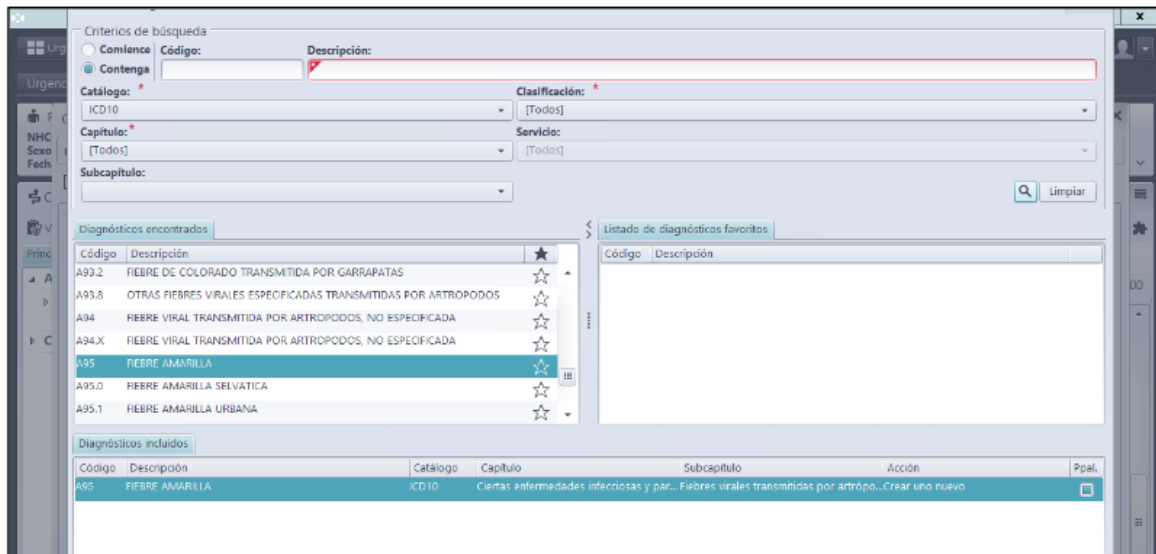 x
Criterios de búsqueda
Comience Código: Descripción:
Contenga
Catálogo: * Clasificación: *
ICD10 [Todos]
Capítulo: * Servicio:
[Todos] [Todos]
Subcapítulo:
Limpiar
NHC
Sexo
Diagnósticos encontrados Listado de diagnósticos favoritos
Código Descripción Código Descripción
A93.2 FIEBRE DE COLORADO TRANSMITIDA POR GARRAPATAS
A93.8 OTRAS FIEBRES VIRALES ESPECIFICADAS TRANSMITIDAS POR ARTROPODOS
A94 FIEBRE VIRAL TRANSMITIDA POR ARTROPODOS, NO ESPECIFICADA
A94.X FIEBRE VIRAL TRANSMITIDA POR ARTROPODOS, NO ESPECIFICADA
A95 FIEBRE AMARILLA
A95.0 FIEBRE AMARILLA SELVATICA
A95.1 FIEBRE AMARILLA URBANA
Diagnósticos incluidos
Código Descripción Catálogo Capítulo Subcapítulo Acción Ppal.
A95 FIEBRE AMARILLA ICD10 Ciertas enfermedades infecciosas y par... Fiebres virales transmitidas por artrópo... Crear uno nuevo